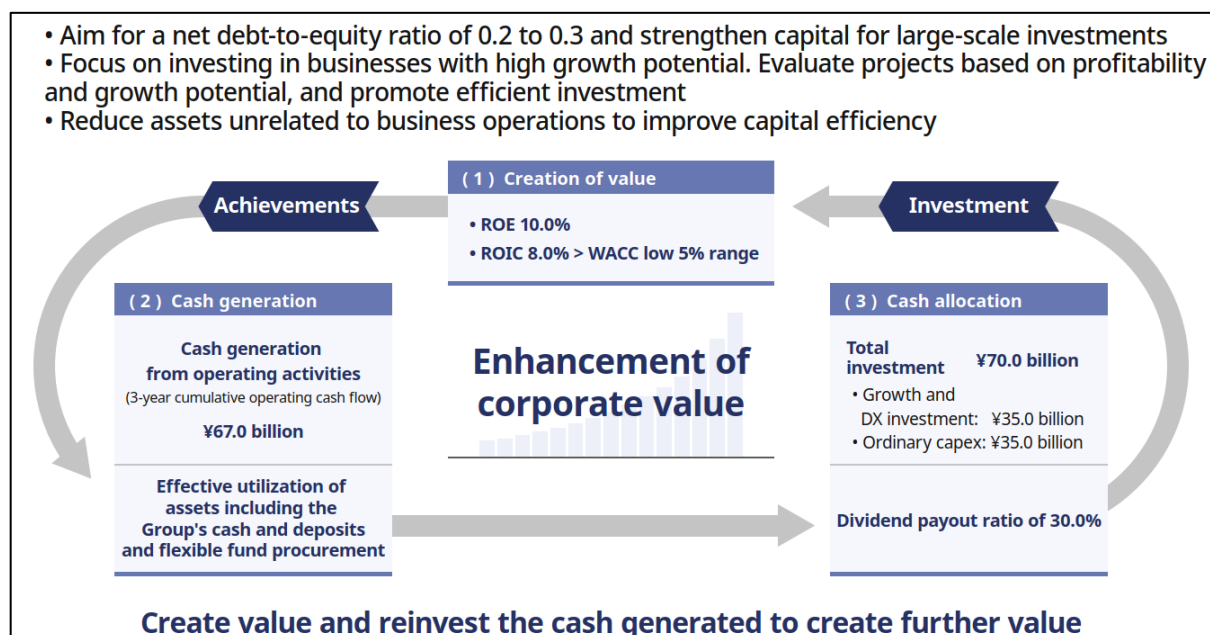 • Aim for a net debt-to-equity ratio of 0.2 to 0.3 and strengthen capital for large-scale investments
• Focus on investing in businesses with high growth potential. Evaluate projects based on profitability
and growth potential, and promote efficient investment
• Reduce assets unrelated to business operations to improve capital efficiency
( 1 ) Creation of value
• ROE 10.0%
• ROIC 8.0% > WACC low 5% range
Achievements
Investment
( 2 ) Cash generation
Cash generation
from operating activities
(3-year cumulative operating cash flow)
¥67.0 billion
Effective utilization of
assets including the
Group's cash and deposits
and flexible fund procurement
Enhancement of
corporate value
( 3 ) Cash allocation
Total
investment ¥70.0 billion
• Growth and
DX investment: ¥35.0 billion
• Ordinary capex: ¥35.0 billion
Dividend payout ratio of 30.0%
Create value and reinvest the cash generated to create further value